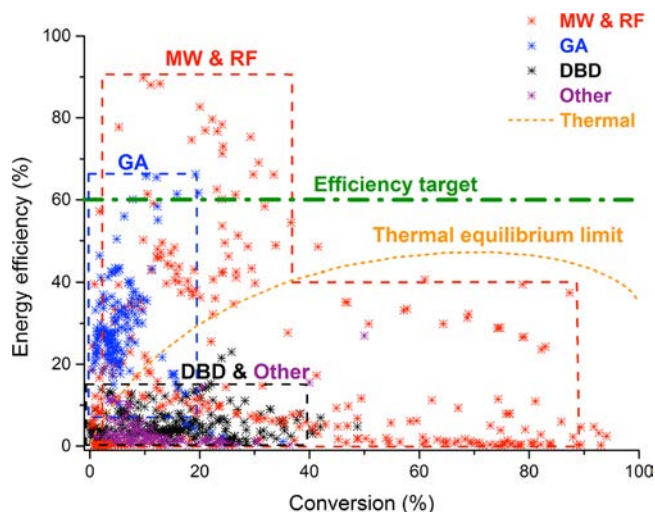 MW & RF
GA
DBD
Other
Thermal
MW & RF
GA
Efficiency target
Thermal equilibrium limit
DBD & Other
Energy efficiency (%)
100
80
60
40
20
0
0 20 40 60 80 100
Conversion (%)